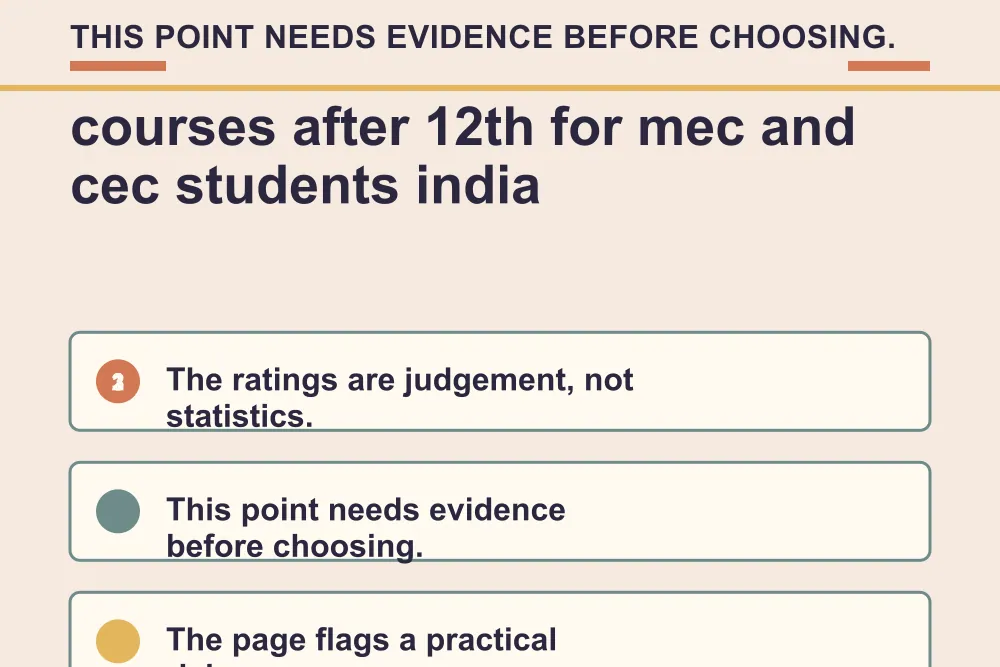 THIS POINT NEEDS EVIDENCE BEFORE CHOOSING.
courses after 12th for mec and
cec students india
The ratings are judgement, not
statistics.
This point needs evidence
before choosing.
The page flags a practical